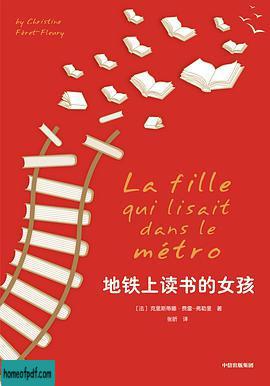 by Christine
Féret-Fleury
La fille
qui lisait
dans le
métro
地铁上读书的女孩
［法］克里斯蒂娜·费雷-弗勒里 著
张昕 译
中信出版集团
homeofpdf.com